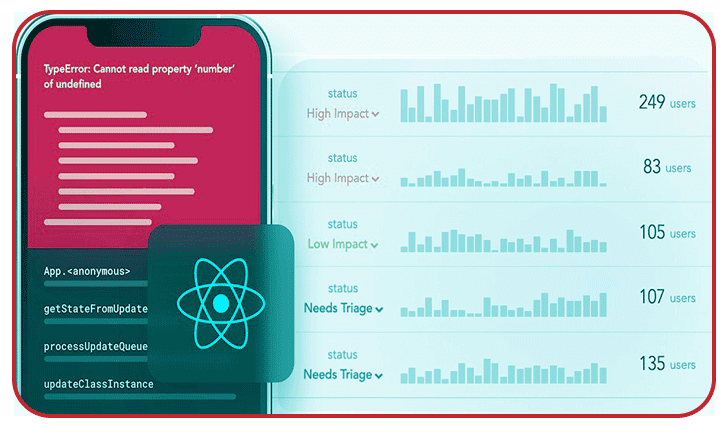 TypeError: Cannot read property ‘number’
of undefined
App.<anonymous>
getStateFromUpdate
processUpdateQueue
updateClassInstance
status
High Impact
249 users
status
High Impact
83 users
status
Low Impact
105 users
status
Needs Triage
107 users
status
Needs Triage
135 users